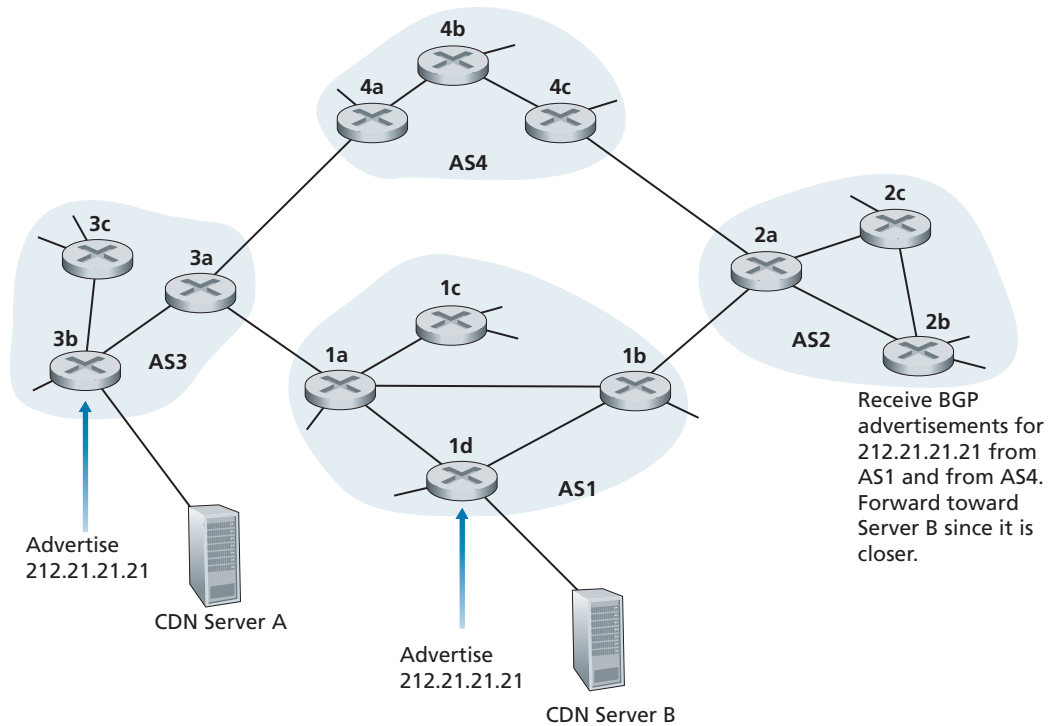 4b
4a
4c
AS4
3c
2c
3a
2a
1c
3b
AS3
1a
1b
AS2
2b
1d
AS1
Receive BGP
advertisements for
212.21.21.21 from
AS1 and from AS4.
Forward toward
Server B since it is
closer.
Advertise
212.21.21.21
CDN Server A
Advertise
212.21.21.21
CDN Server B